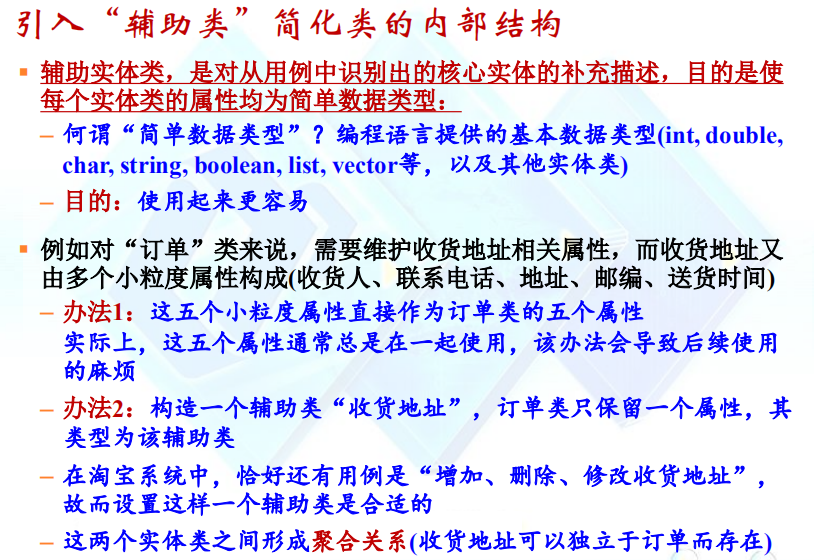 引入“辅助类”简化类的内部结构
辅助实体类，是对从用例中识别出的核心实体的补充描述，目的是使
每个实体类的属性均为简单数据类型：
– 何谓“简单数据类型”？编程语言提供的基本数据类型(int, double,
char, string, boolean, list, vector等，以及其他实体类)
– 目的：使用起来更容易
例如对“订单”类来说，需要维护收货地址相关属性，而收货地址又
由多个小粒度属性构成(收货人、联系电话、地址、邮编、送货时间)
– 办法1：这五个小粒度属性直接作为订单类的五个属性
实际上，这五个属性通常总是在一起使用，该办法会导致后续使用
的麻烦
– 办法2：构造一个辅助类“收货地址”，订单类只保留一个属性，其
类型为该辅助类
– 在淘宝系统中，恰好还有用例是“增加、删除、修改收货地址”，
故而设置这样一个辅助类是合适的
– 这两个实体类之间形成聚合关系(收货地址可以独立于订单而存在)